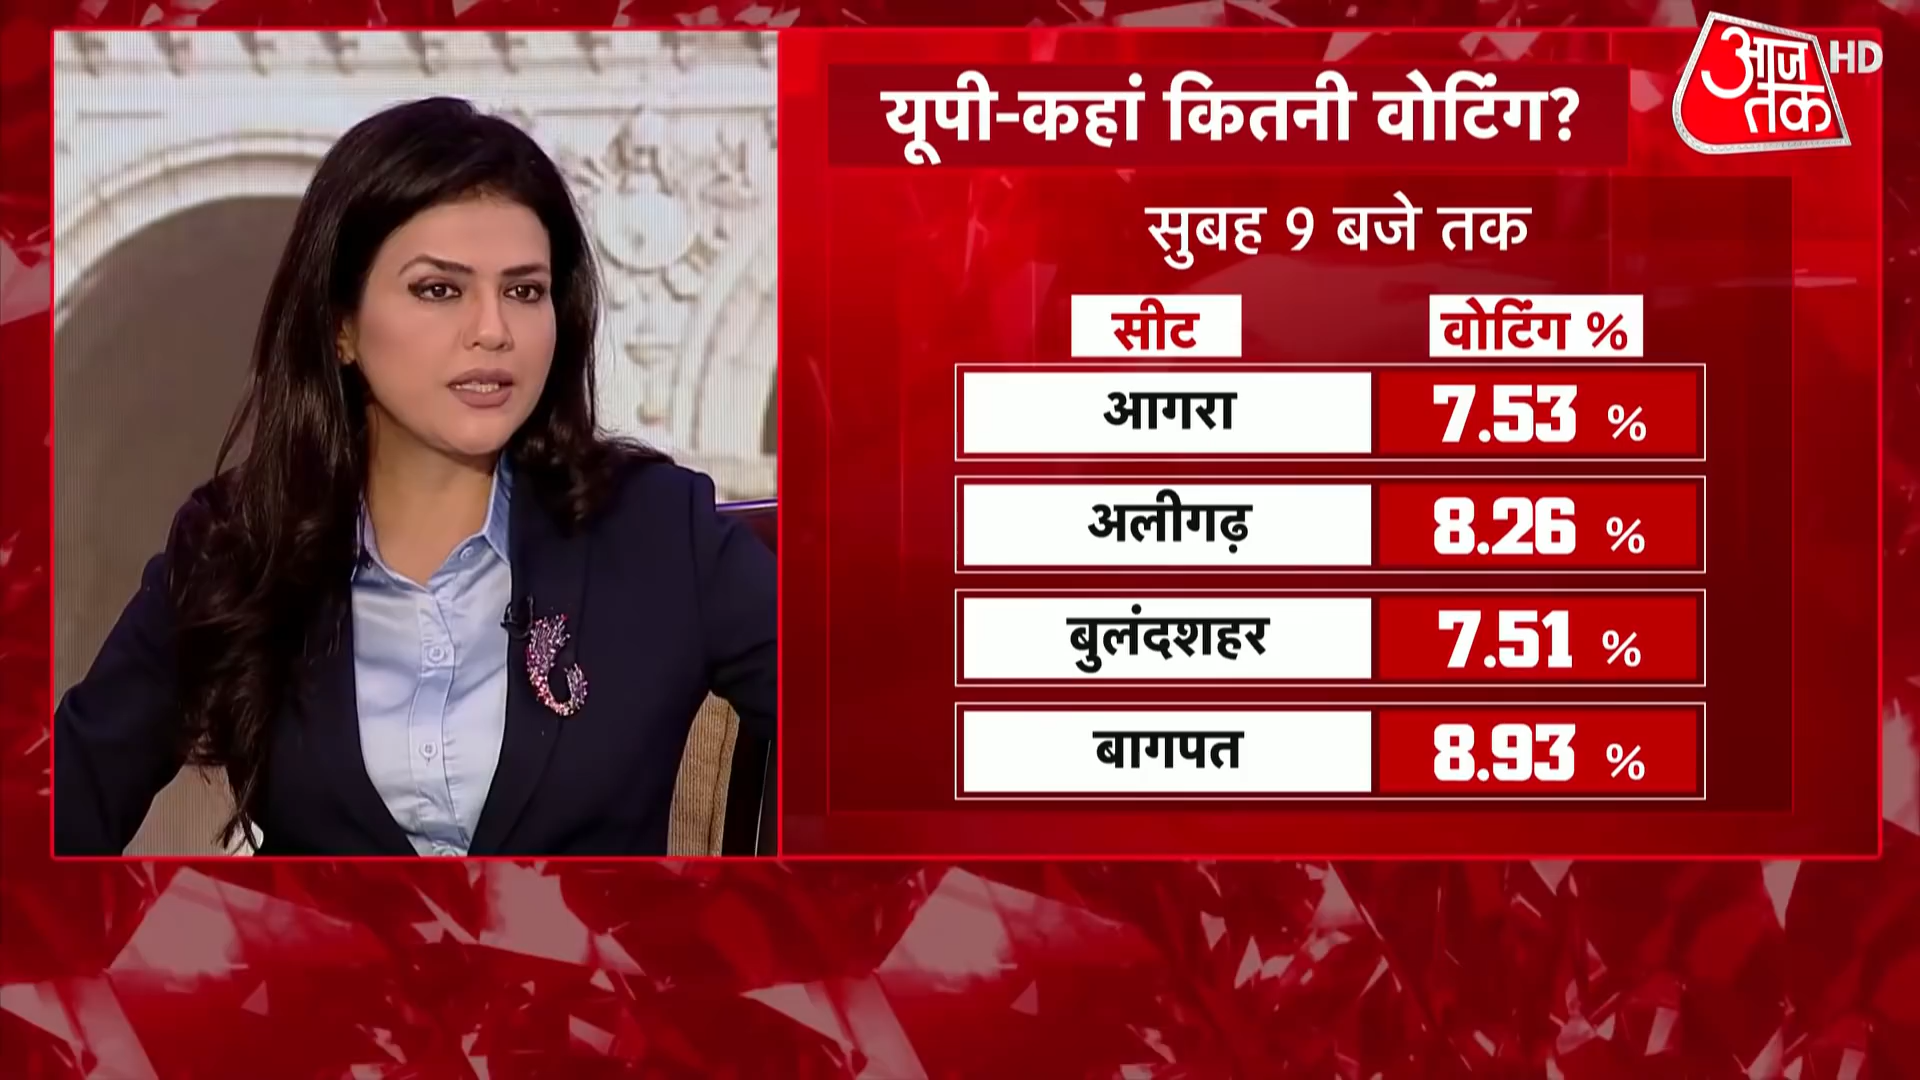 आज तक HD
यूपी-कहां कितनी वोटिंग?
सुबह 9 बजे तक
सीट वोटिंग %
आगरा 7.53 %
अलीगढ़ 8.26 %
बुलंदशहर 7.51 %
बागपत 8.93 %